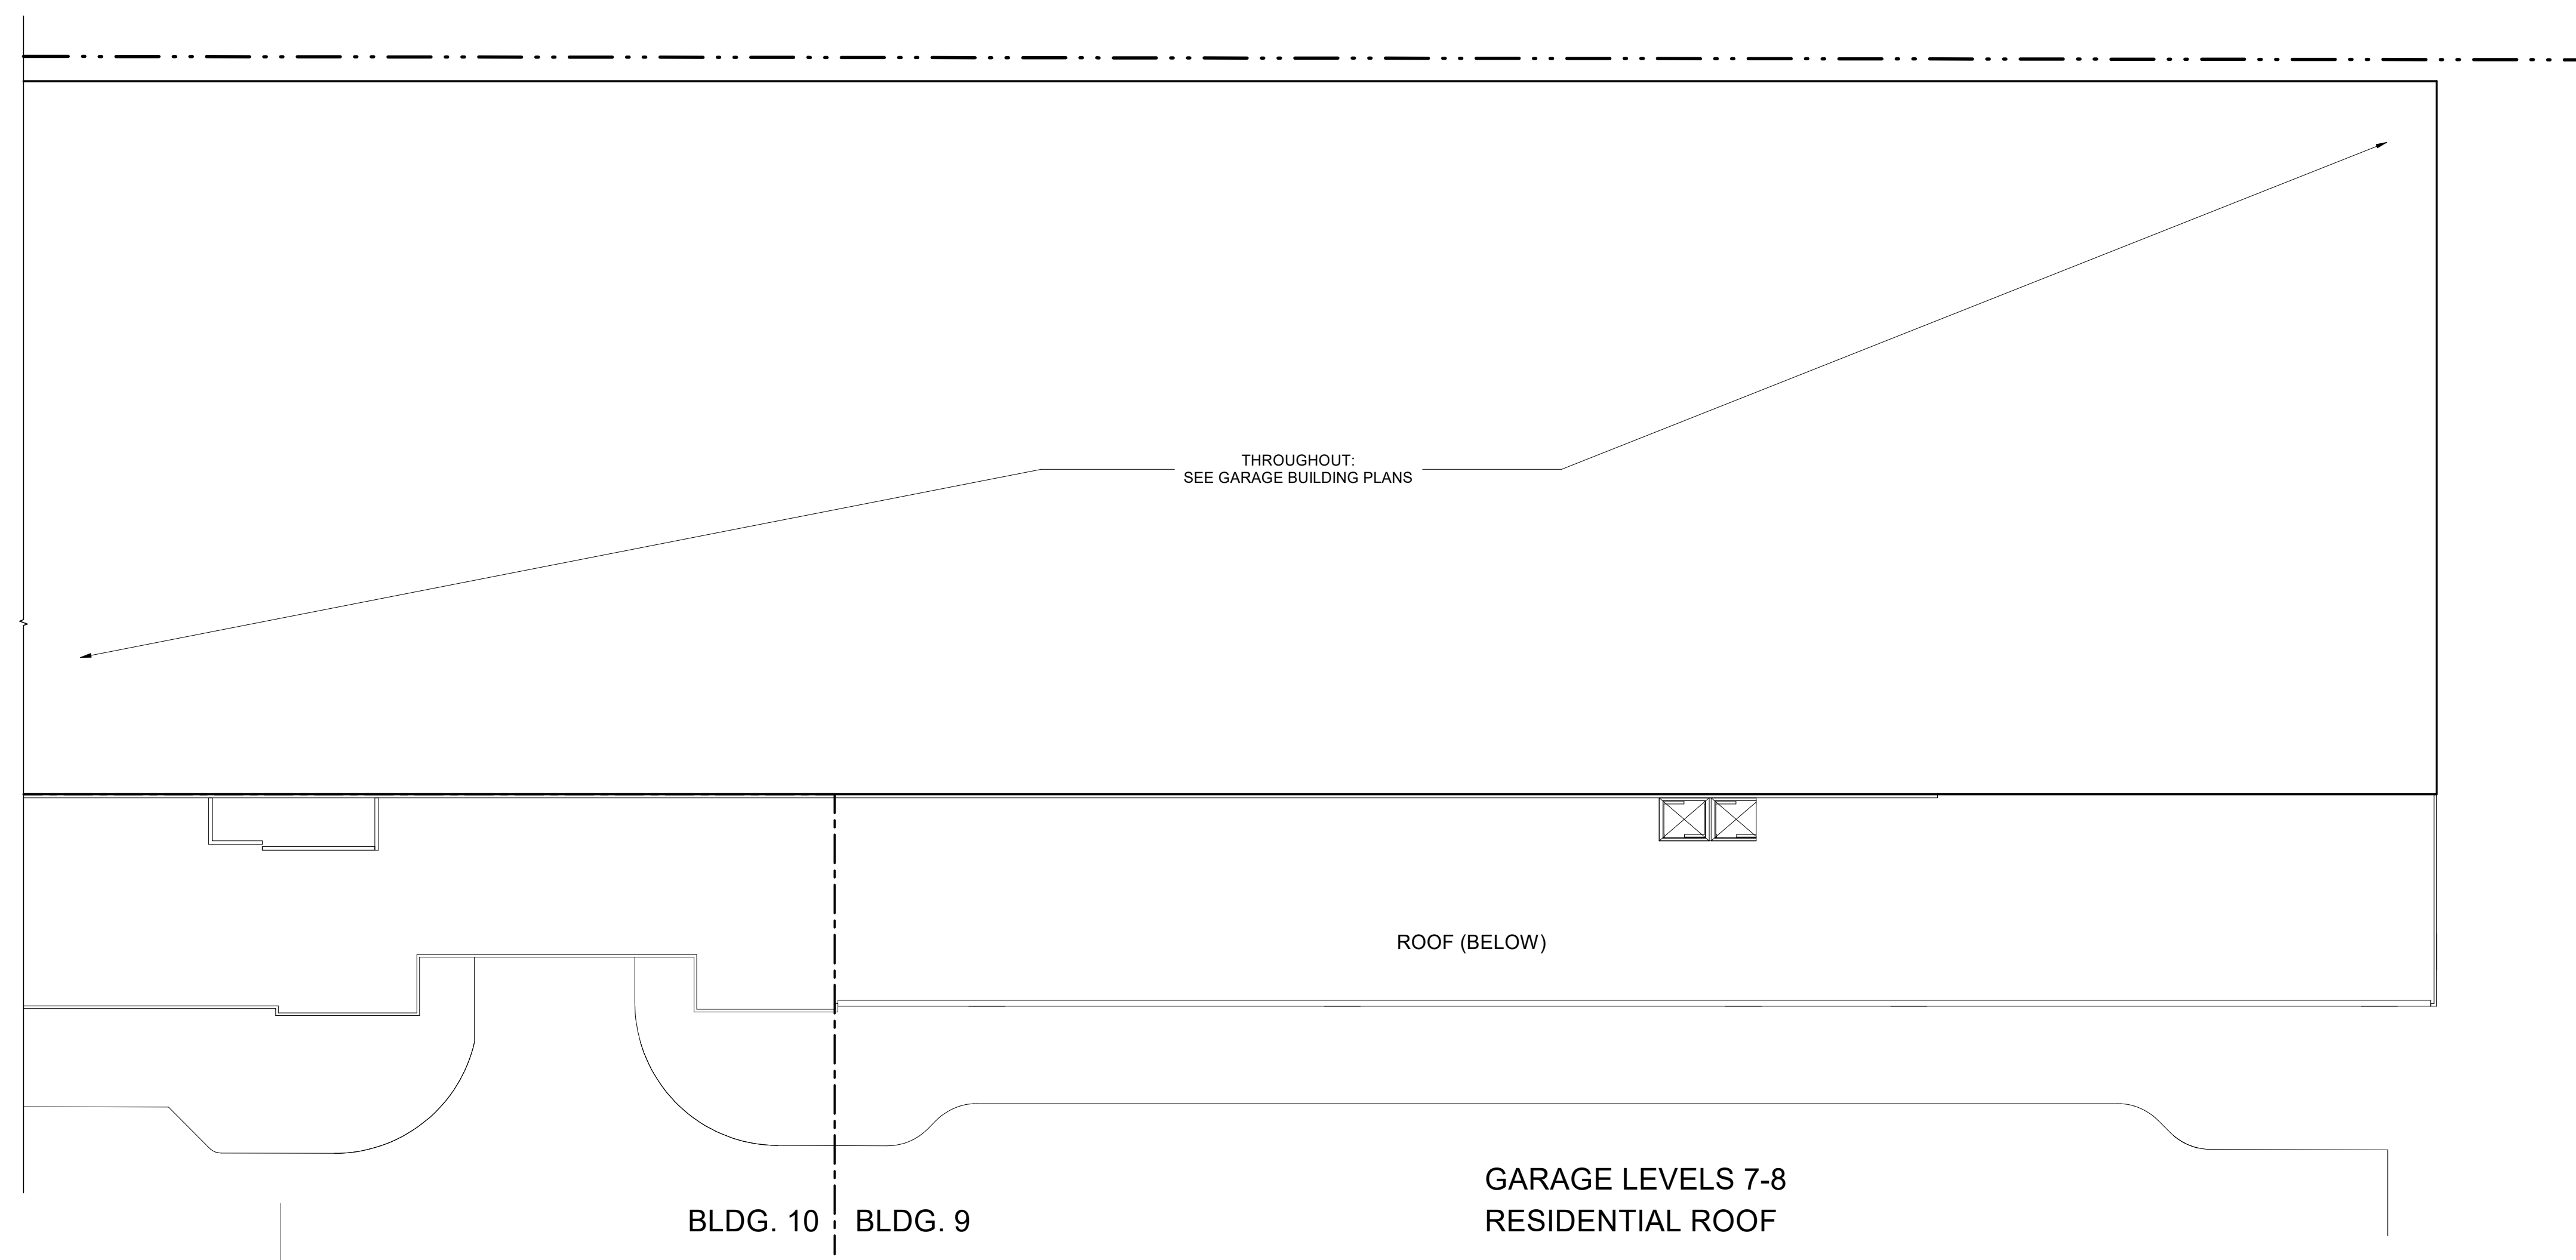 THROUGHOUT:
SEE GARAGE BUILDING PLANS
ROOF (BELOW)
GARAGE LEVELS 7-8
RESIDENTIAL ROOF
BLDG. 10
BLDG. 9